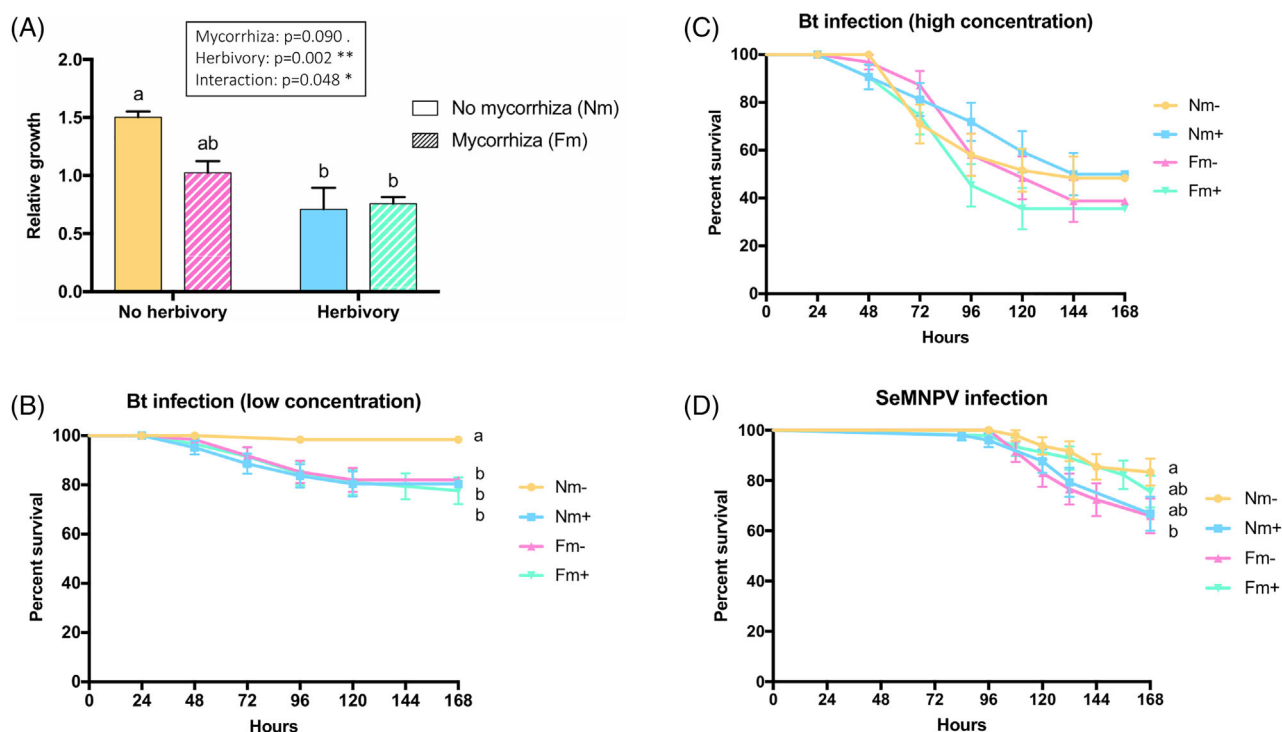 (A)
Mycorrhiza: p=0.090 .
Herbivory: p=0.002 **
Interaction: p=0.048 *
2.0
1.5
1.0
0.5
0.0
Relative growth
a
ab
b
b
No herbivory
Herbivory
No mycorrhiza (Nm)
Mycorrhiza (Fm)
(C)
Bt infection (high concentration)
100
80
60
40
20
0
Percent survival
0 24 48 72 96 120 144 168
Hours
Nm-
Nm+
Fm-
Fm+
(B)
Bt infection (low concentration)
100
80
60
40
20
0
Percent survival
0 24 48 72 96 120 144 168
Hours
a
b
b
b
Nm-
Nm+
Fm-
Fm+
(D)
SeMNPV infection
100
80
60
40
20
0
Percent survival
0 24 48 72 96 120 144 168
Hours
a
ab
ab
b
Nm-
Nm+
Fm-
Fm+